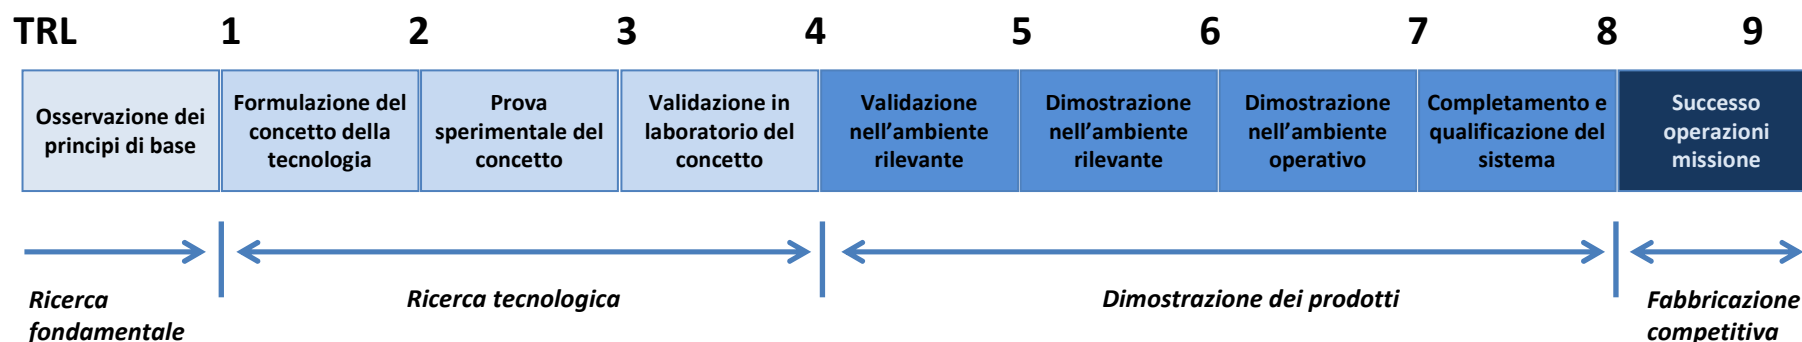 TRL 1 2 3 4 5 6 7 8 9
Osservazione dei
principi di base
Formulazione del
concetto della
tecnologia
Prova
sperimentale del
concetto
Validazione in
laboratorio del
concetto
Validazione
nell’ambiente
rilevante
Dimostrazione
nell’ambiente
rilevante
Dimostrazione
nell’ambiente
operativo
Completamento e
qualificazione del
sistema
Successo
operazioni
missione
Ricerca
fondamentale
Ricerca tecnologica
Dimostrazione dei prodotti
Fabbricazione
competitiva